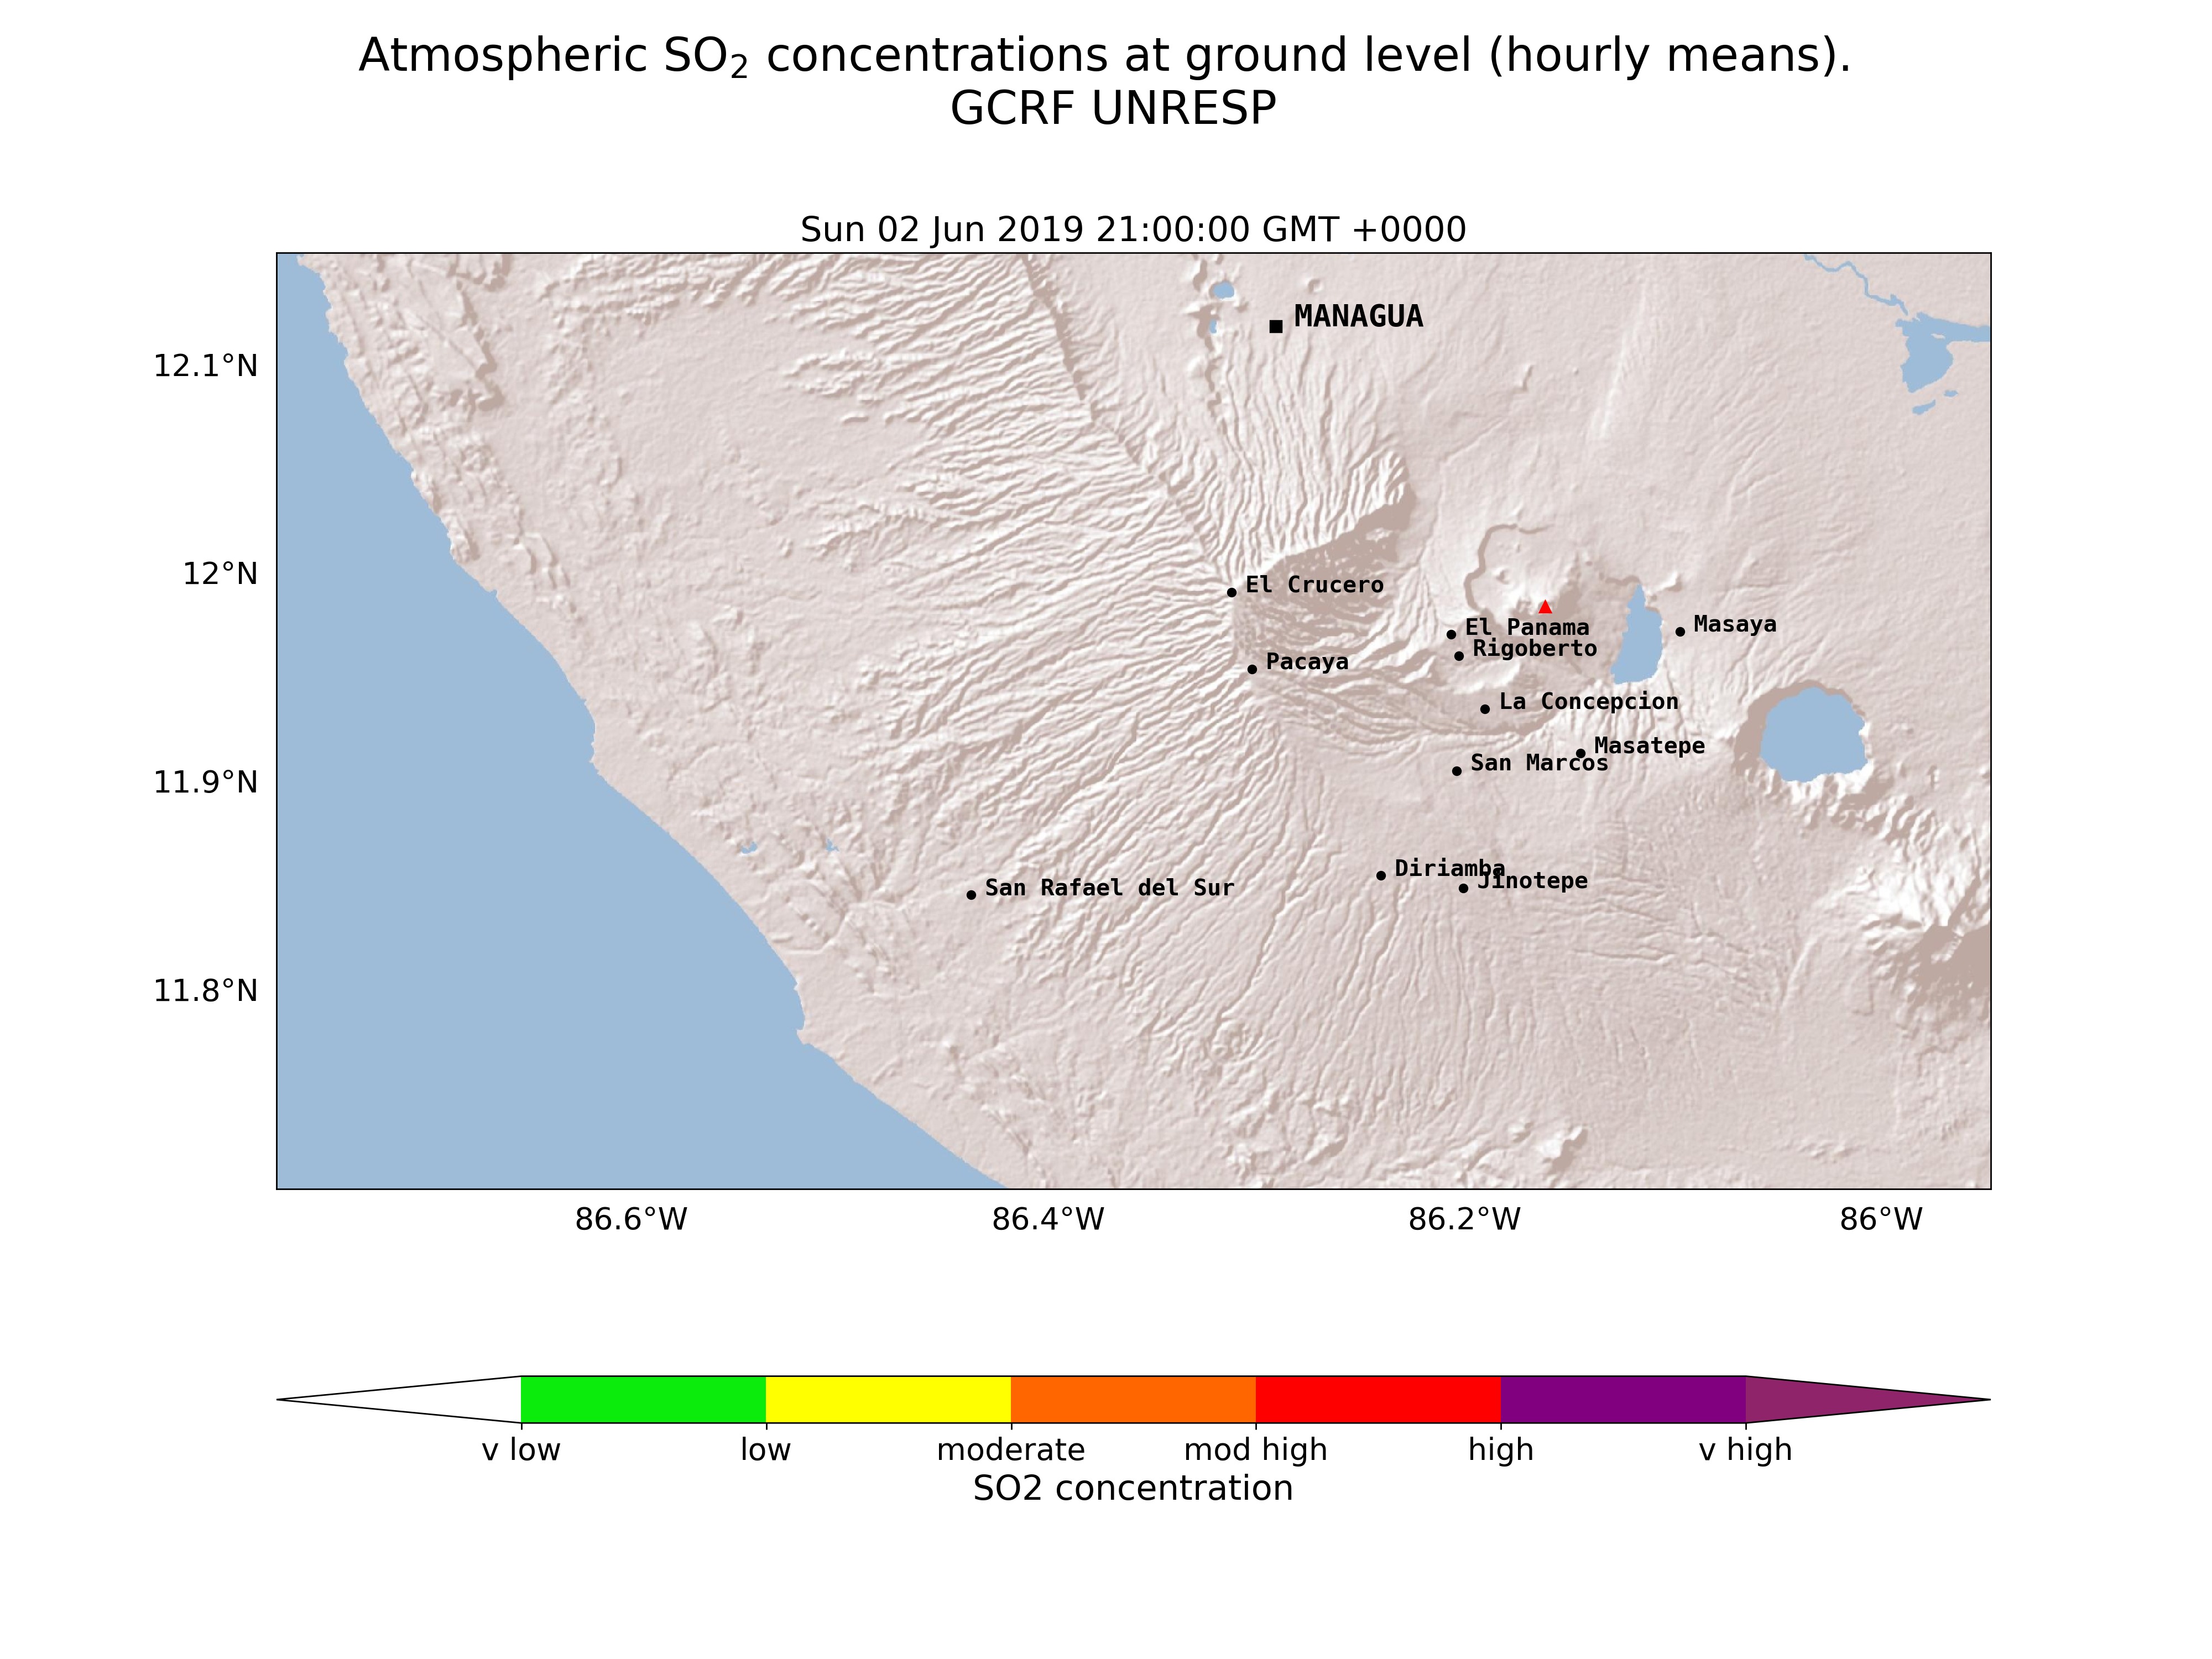 Atmospheric SO₂ concentrations at ground level (hourly means).
GCRF UNRESP
Sun 02 Jun 2019 21:00:00 GMT +0000
MANAGUA
12.1°N
12°N
El Crucero
Masaya
El Panama
Rigoberto
Pacaya
La Concepcion
Masatepe
San Marcos
11.9°N
Diriamba
Jinotepe
San Rafael del Sur
11.8°N
86.6°W 86.4°W 86.2°W 86°W
v low low moderate mod high high v high
SO2 concentration